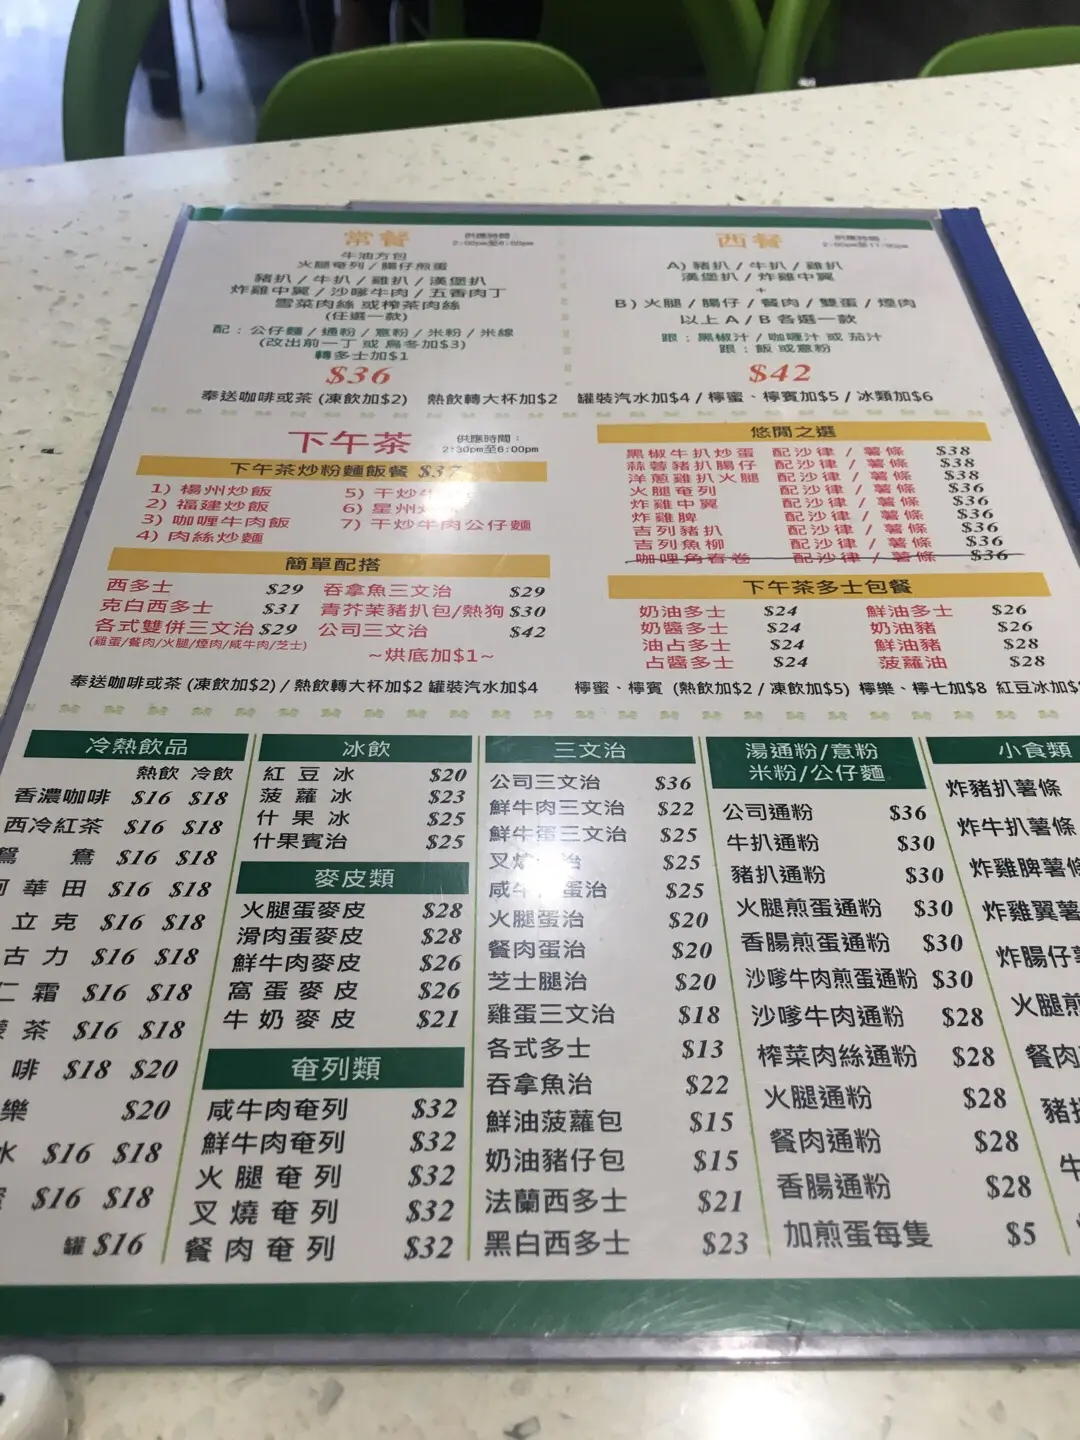 常餐 供應時間 2:00pm至6:00pm
牛油方包
火腿奄列 / 腸仔煎蛋
豬扒 / 牛扒 / 雞扒 / 漢堡扒
炸雞中翼 / 沙嗲牛肉 / 五香肉丁
雪菜肉絲 或榨菜肉絲
(任選一款)
配：公仔麵 / 通粉 / 意粉 / 米粉 / 米線
(改出前一丁 或 烏冬加$3)
轉多士加$1
$36
奉送咖啡或茶 (凍飲加$2) 熱飲轉大杯加$2 罐裝汽水加$4 / 檸蜜、檸賓加$5 / 冰類加$6
西餐 供應時間：
A) 豬扒 / 牛扒 / 雞扒
漢堡扒 / 炸雞中翼
+
B) 火腿 / 腸仔 / 餐肉 / 雙蛋 / 煙肉
以上 A / B 各選一款
跟：黑椒汁 / 咖喱汁 或 茄汁
跟：飯 或意粉
$42
下午茶 供應時間： 2:30pm至6:00pm
下午茶炒粉麵飯餐
1) 楊州炒飯
2) 福建炒飯
3) 咖喱牛肉飯
4) 肉絲炒麵
5) 干炒牛
6) 星州
7) 干炒牛肉公仔麵
簡單配搭
西多士 $29 吞拿魚三文治 $29
克白西多士 $31 青芥茉豬扒包/熱狗 $30
各式雙併三文治 $29 公司三文治 $42
(雞蛋/餐肉/火腿/煙肉/咸牛肉/芝士)
~烘底加$1~
悠閒之選
黑椒牛扒炒蛋 配沙律 / 薯條 $38
蒜蓉豬扒腸仔 配沙律 / 薯條 $38
洋蔥雞扒火腿 配沙律 / 薯條 $38
火腿奄列 配沙律 / 薯條 $36
炸雞中翼 配沙律 / 薯條 $36
炸雞脾 配沙律 / 薯條 $36
吉列豬扒 配沙律 / 薯條 $36
吉列魚柳 配沙律 / 薯條 $36
咖哩角春卷 配沙律 / 薯條 $36
下午茶多士包餐
奶油多士 $24 鮮油多士 $26
奶醬多士 $24 奶油豬 $26
油占多士 $24 鮮油豬 $28
占醬多士 $24 菠蘿油 $28
奉送咖啡或茶 (凍飲加$2) / 熱飲轉大杯加$2 罐裝汽水加$4 檸蜜、檸賓 (熱飲加$2 / 凍飲加$5) 檸樂、檸七加$8 紅豆冰加
冷熱飲品
熱飲 冷飲
香濃咖啡 $16 $18
西冷紅茶 $16 $18
鴛鴦 $16 $18
華田 $16 $18
立克 $16 $18
古力 $16 $18
仁霜 $16 $18
茶 $16 $18
啡 $18 $20
樂 $20
水 $16 $18
$16 $18
罐 $16
冰飲
紅豆冰 $20
菠蘿冰 $23
什果冰 $25
什果賓治 $25
麥皮類
火腿蛋麥皮 $28
滑肉蛋麥皮 $28
鮮牛肉麥皮 $26
窩蛋麥皮 $26
牛奶麥皮 $21
奄列類
咸牛肉奄列 $32
鮮牛肉奄列 $32
火腿奄列 $32
叉燒奄列 $32
餐肉奄列 $32
三文治
公司三文治 $36
鮮牛肉三文治 $22
鮮牛蛋三文治 $25
叉 治 $25
咸牛 蛋治 $25
火腿蛋治 $20
餐肉蛋治 $20
芝士腿治 $20
雞蛋三文治 $18
各式多士 $13
吞拿魚治 $22
鮮油菠蘿包 $15
奶油豬仔包 $15
法蘭西多士 $21
黑白西多士 $23
湯通粉/意粉
米粉/公仔麵
公司通粉 $36
牛扒通粉 $30
豬扒通粉 $30
火腿煎蛋通粉 $30
香腸煎蛋通粉 $30
沙嗲牛肉煎蛋通粉 $30
沙嗲牛肉通粉 $28
榨菜肉絲通粉 $28
火腿通粉 $28
餐肉通粉 $28
香腸通粉 $28
加煎蛋每隻 $5
小食類
炸豬扒薯條
炸牛扒薯條
炸雞脾薯條
炸雞翼薯
炸腸仔
火腿煎
餐肉
豬
牛